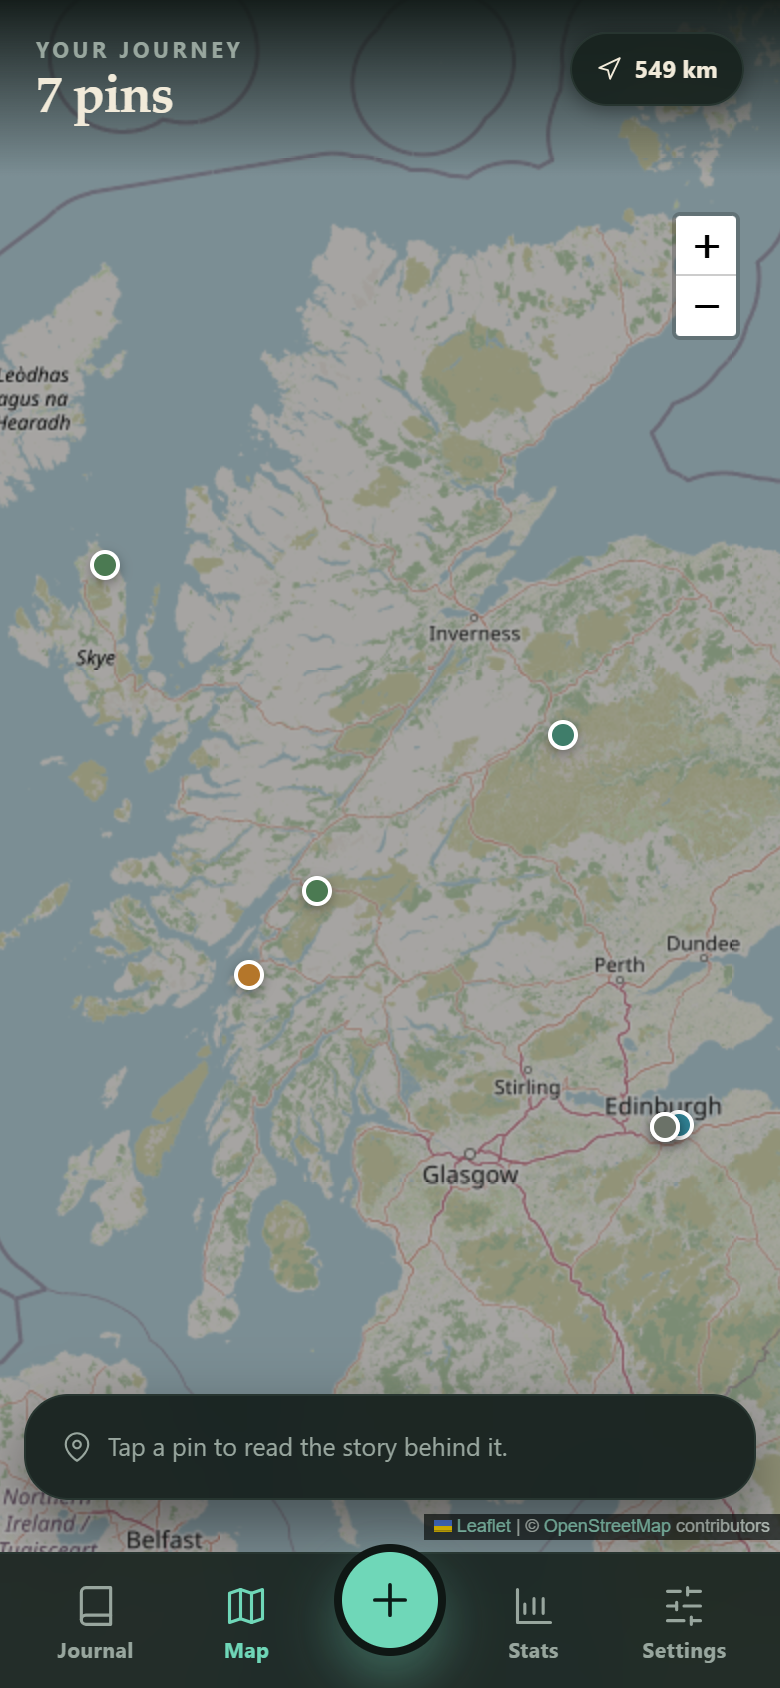 YOUR JOURNEY
7 pins
549 km
+
−
Leòdhas
agus na
Hearadh
Skye
Inverness
Dundee
Perth
Stirling
Edinburgh
Glasgow
Tap a pin to read the story behind it.
Northern
Ireland /
Belfast
Leaflet | © OpenStreetMap contributors
+
Journal
Map
Stats
Settings